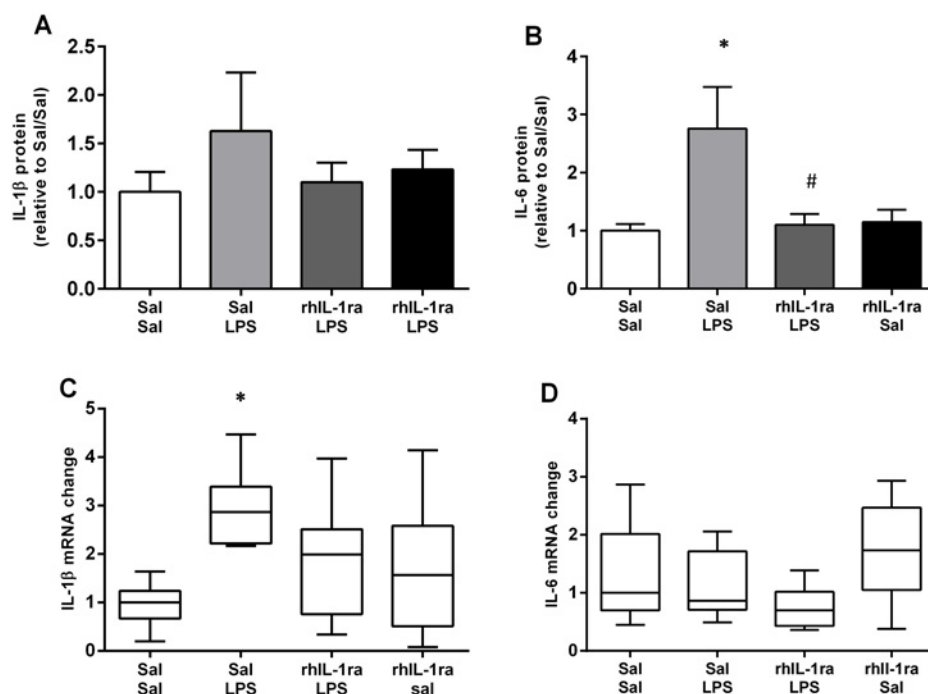 A
IL-1β protein
(relative to Sal/Sal)
2.5
2.0
1.5
1.0
0.5
0.0
Sal Sal rhIL-1ra rhIL-1ra
Sal LPS LPS LPS
B
IL-6 protein
(relative to Sal/Sal)
4
3
2
1
0
*
#
Sal Sal rhIL-1ra rhIL-1ra
Sal LPS LPS Sal
C
IL-1β mRNA change
5
4
3
2
1
0
*
Sal Sal rhIL-1ra rhIL-1ra
Sal LPS LPS sal
D
IL-6 mRNA change
4
3
2
1
0
Sal Sal rhIL-1ra rhIl-1ra
Sal LPS LPS Sal